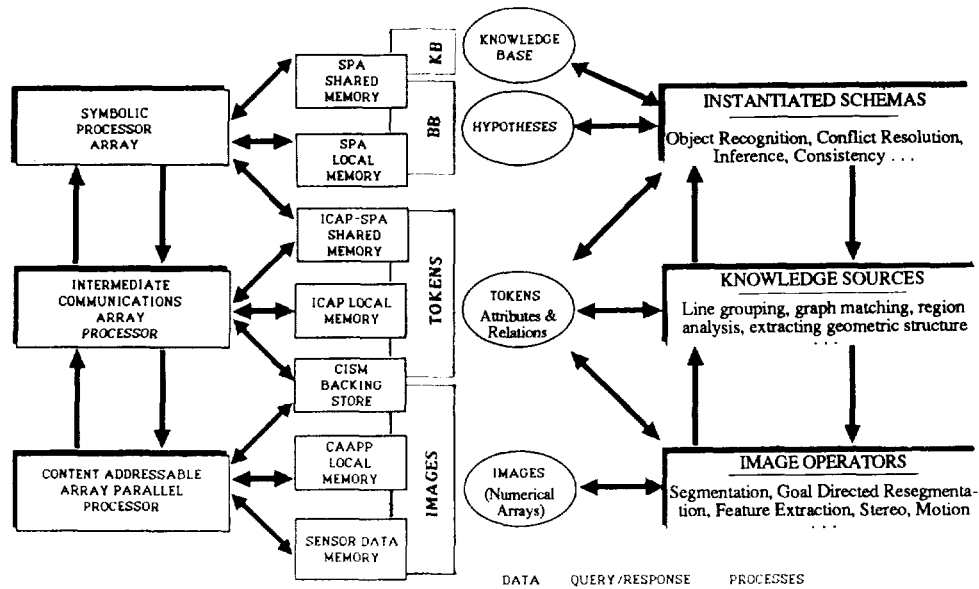 SYMBOLIC
PROCESSOR
ARRAY
INTERMEDIATE
COMMUNICATIONS
ARRAY
PROCESSOR
CONTENT ADDRESSABLE
ARRAY PARALLEL
PROCESSOR
SPA
SHARED
MEMORY
SPA
LOCAL
MEMORY
ICAP-SPA
SHARED
MEMORY
ICAP LOCAL
MEMORY
CISM
BACKING
STORE
CAAPP
LOCAL
MEMORY
SENSOR DATA
MEMORY
KB
BB
TOKENS
IMAGES
KNOWLEDGE
BASE
HYPOTHESES
TOKENS
Attributes &
Relations
IMAGES
(Numerical
Arrays)
INSTANTIATED SCHEMAS
Object Recognition, Conflict Resolution,
Inference, Consistency . . .
KNOWLEDGE SOURCES
Line grouping, graph matching, region
analysis, extracting geometric structure
. . .
IMAGE OPERATORS
Segmentation, Goal Directed Resegmenta-
tion, Feature Extraction, Stereo, Motion
. . .
DATA QUERY/RESPONSE PROCESSES